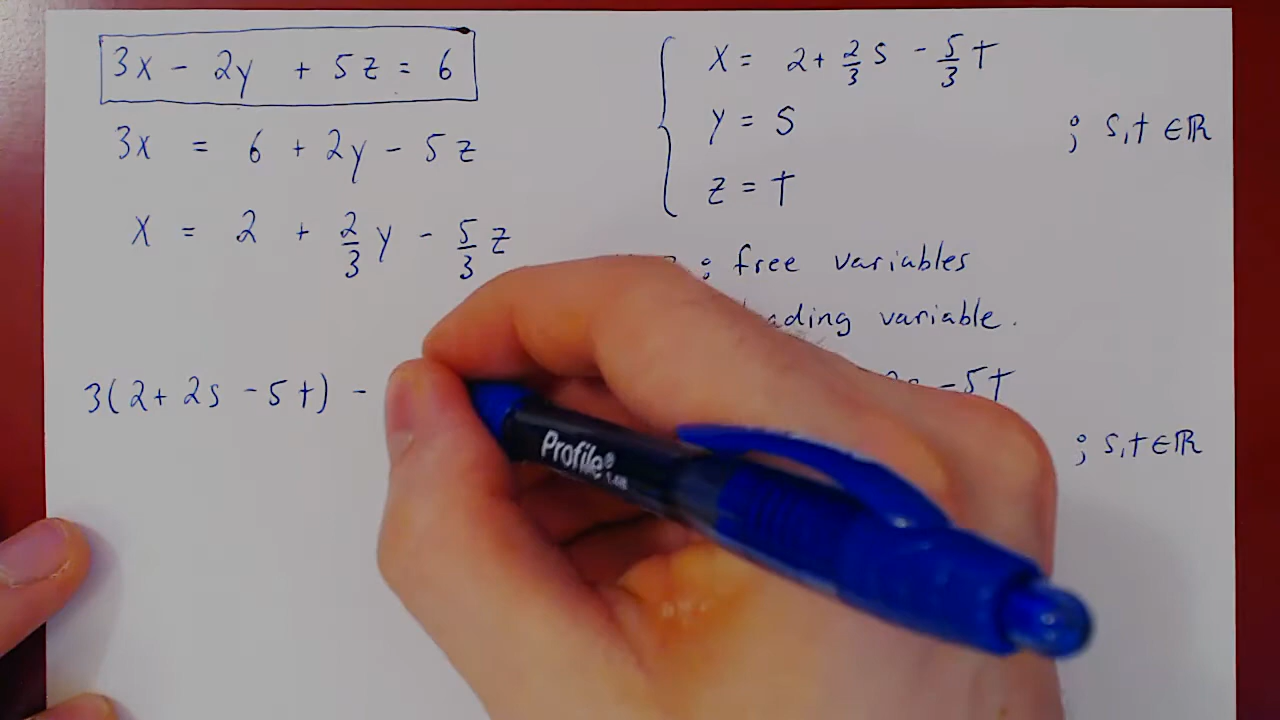 3x - 2y + 5z = 6
3x = 6 + 2y - 5z
x = 2 + 2/3 y - 5/3 z
3(2 + 2s - 5t) -
x = 2 + 2/3 s - 5/3 t
y = s
z = t
; s,t ∈ ℝ
; free variables
variable.
- 5t
; s,t ∈ ℝ
Profile®